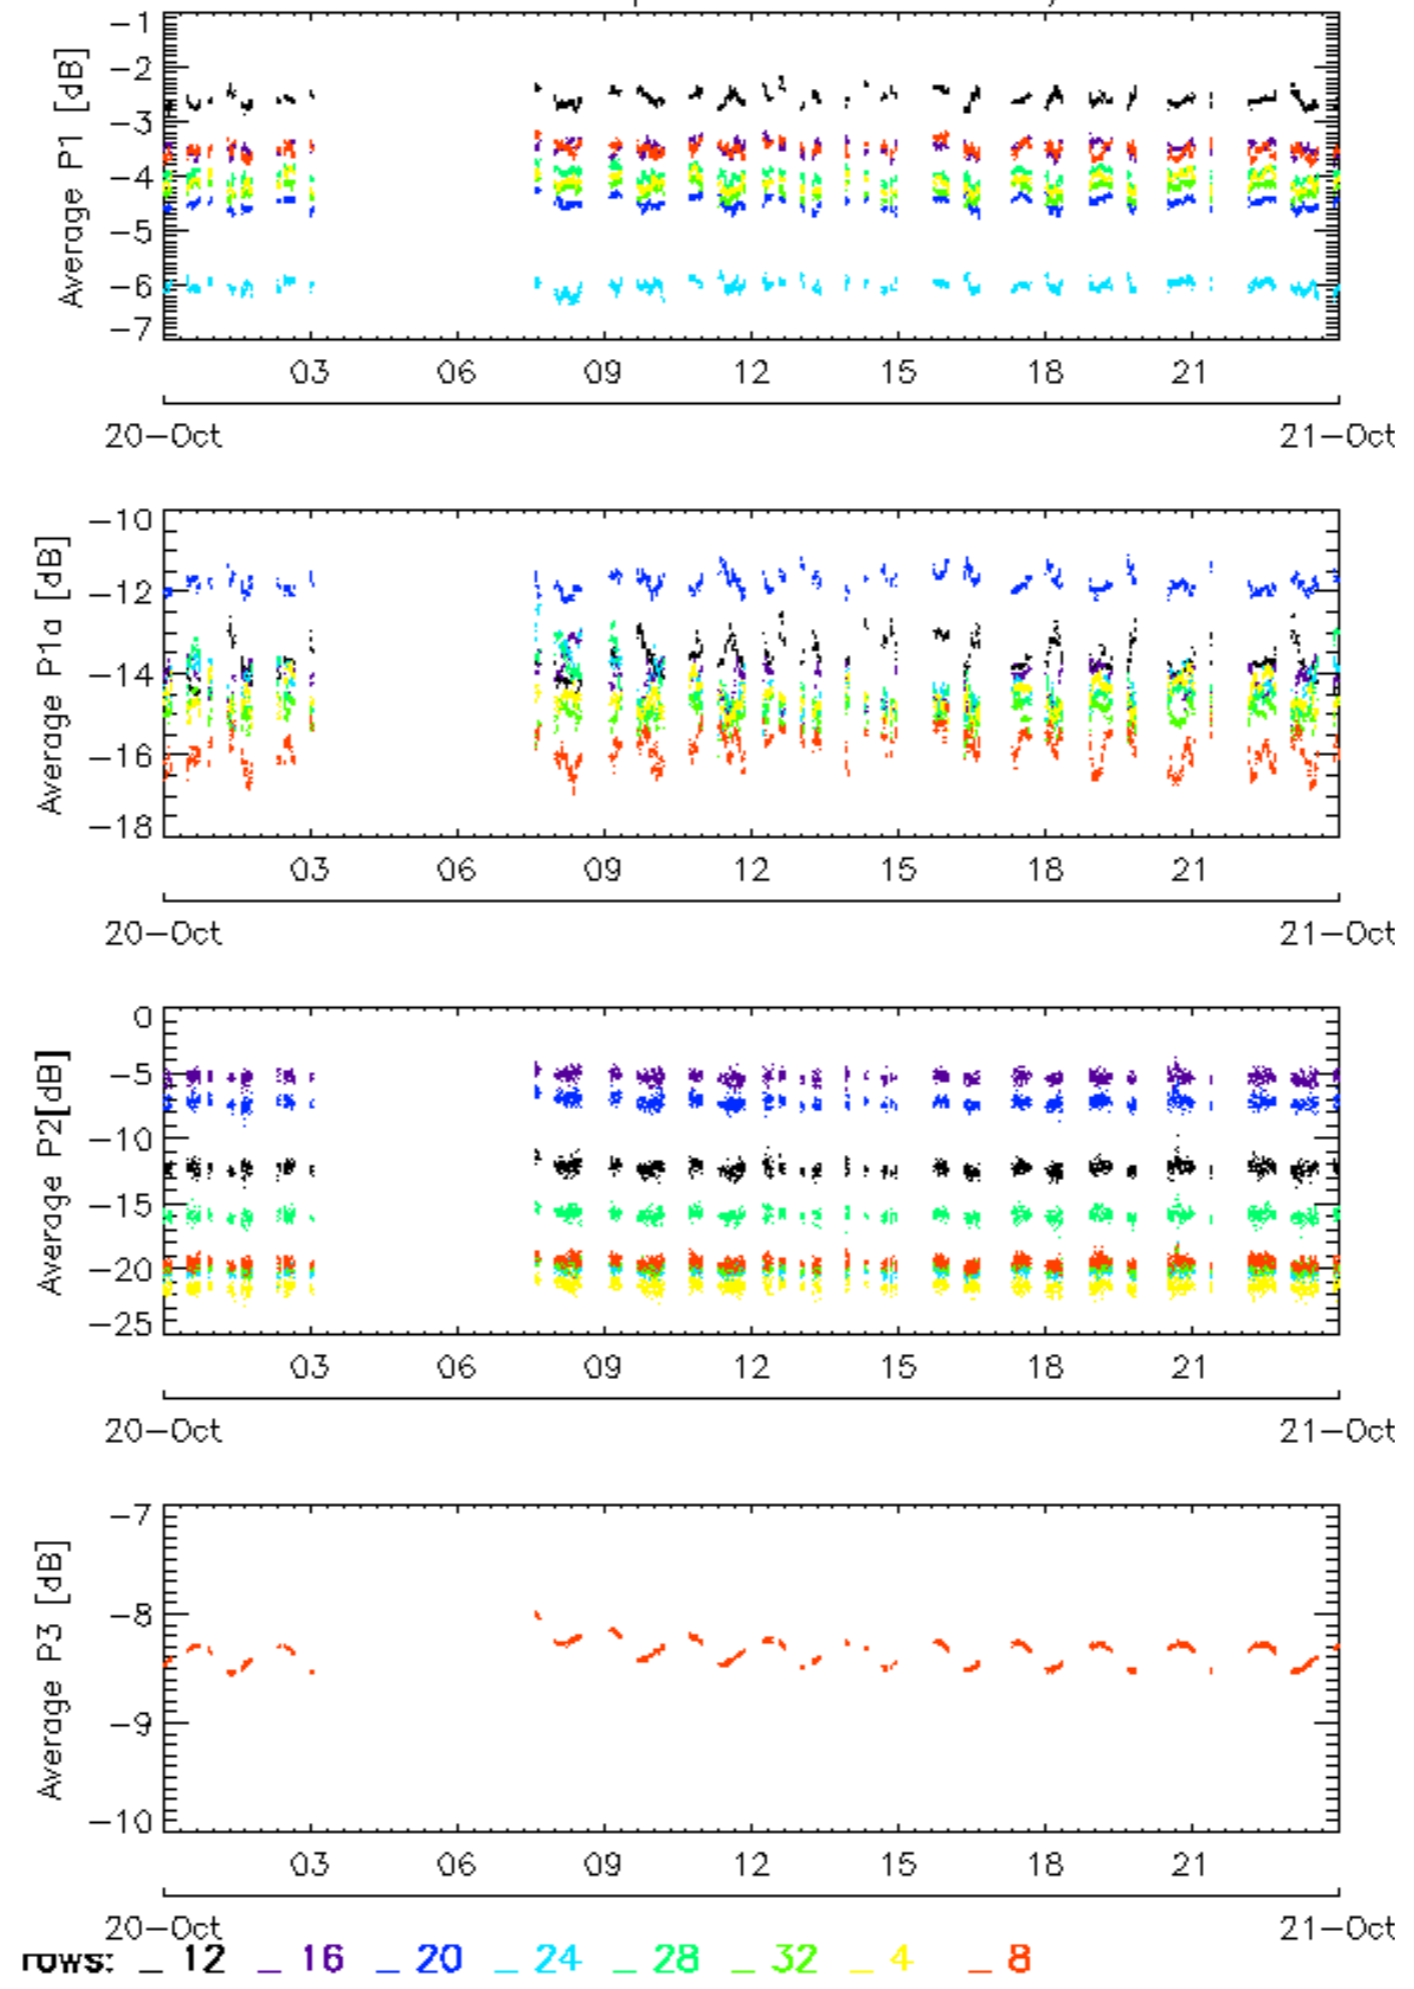 -1
-2
-3
-4
-5
-6
-7
Average P1 [dB]
03 06 09 12 15 18 21
20-Oct 21-Oct
-10
-12
-14
-16
-18
Average P1a [dB]
03 06 09 12 15 18 21
20-Oct 21-Oct
0
-5
-10
-15
-20
-25
Average P2[dB]
03 06 09 12 15 18 21
20-Oct 21-Oct
-7
-8
-9
-10
Average P3 [dB]
03 06 09 12 15 18 21
20-Oct 21-Oct
rows: _ 12 _ 16 _ 20 _ 24 _ 28 _ 32 _ 4 _ 8